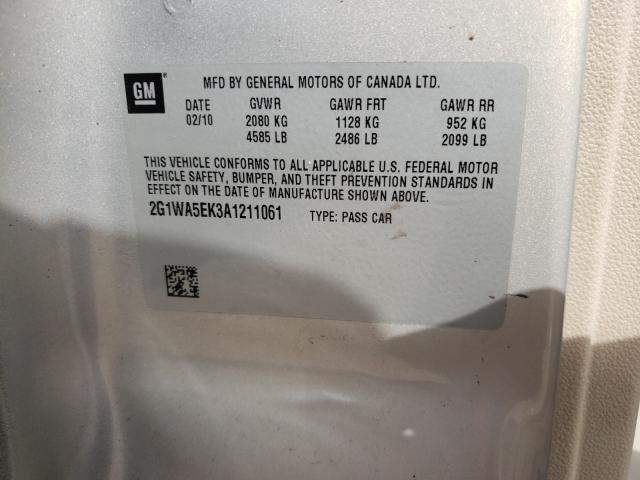 GM ®
MFD BY GENERAL MOTORS OF CANADA LTD.
DATE GVWR GAWR FRT GAWR RR
02/10 2080 KG 1128 KG 952 KG
4585 LB 2486 LB 2099 LB
THIS VEHICLE CONFORMS TO ALL APPLICABLE U.S. FEDERAL MOTOR
VEHICLE SAFETY, BUMPER, AND THEFT PREVENTION STANDARDS IN
EFFECT ON THE DATE OF MANUFACTURE SHOWN ABOVE.
2G1WA5EK3A1211061 TYPE: PASS CAR